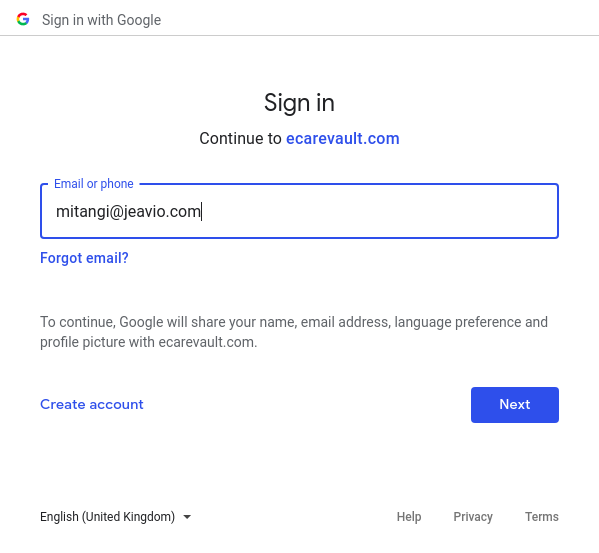 Sign in with Google
Sign in
Continue to ecarevault.com
Email or phone
mitangi@jeavio.com
Forgot email?
To continue, Google will share your name, email address, language preference and
profile picture with ecarevault.com.
Create account
Next
English (United Kingdom)
Help
Privacy
Terms